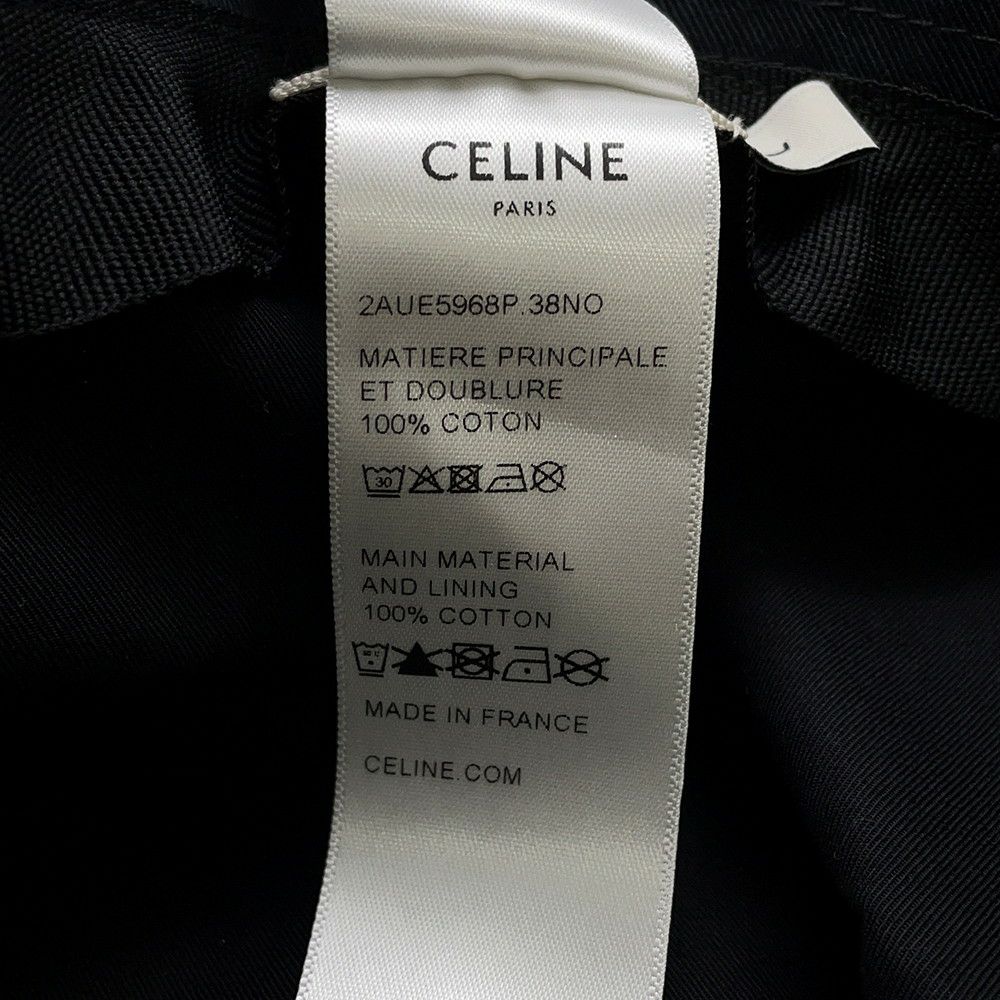 CELINE
PARIS
2AUE5968P.38NO
MATIERE PRINCIPALE
ET DOUBLURE
100% COTON
30
MAIN MATERIAL
AND LINING
100% COTTON
MADE IN FRANCE
CELINE.COM